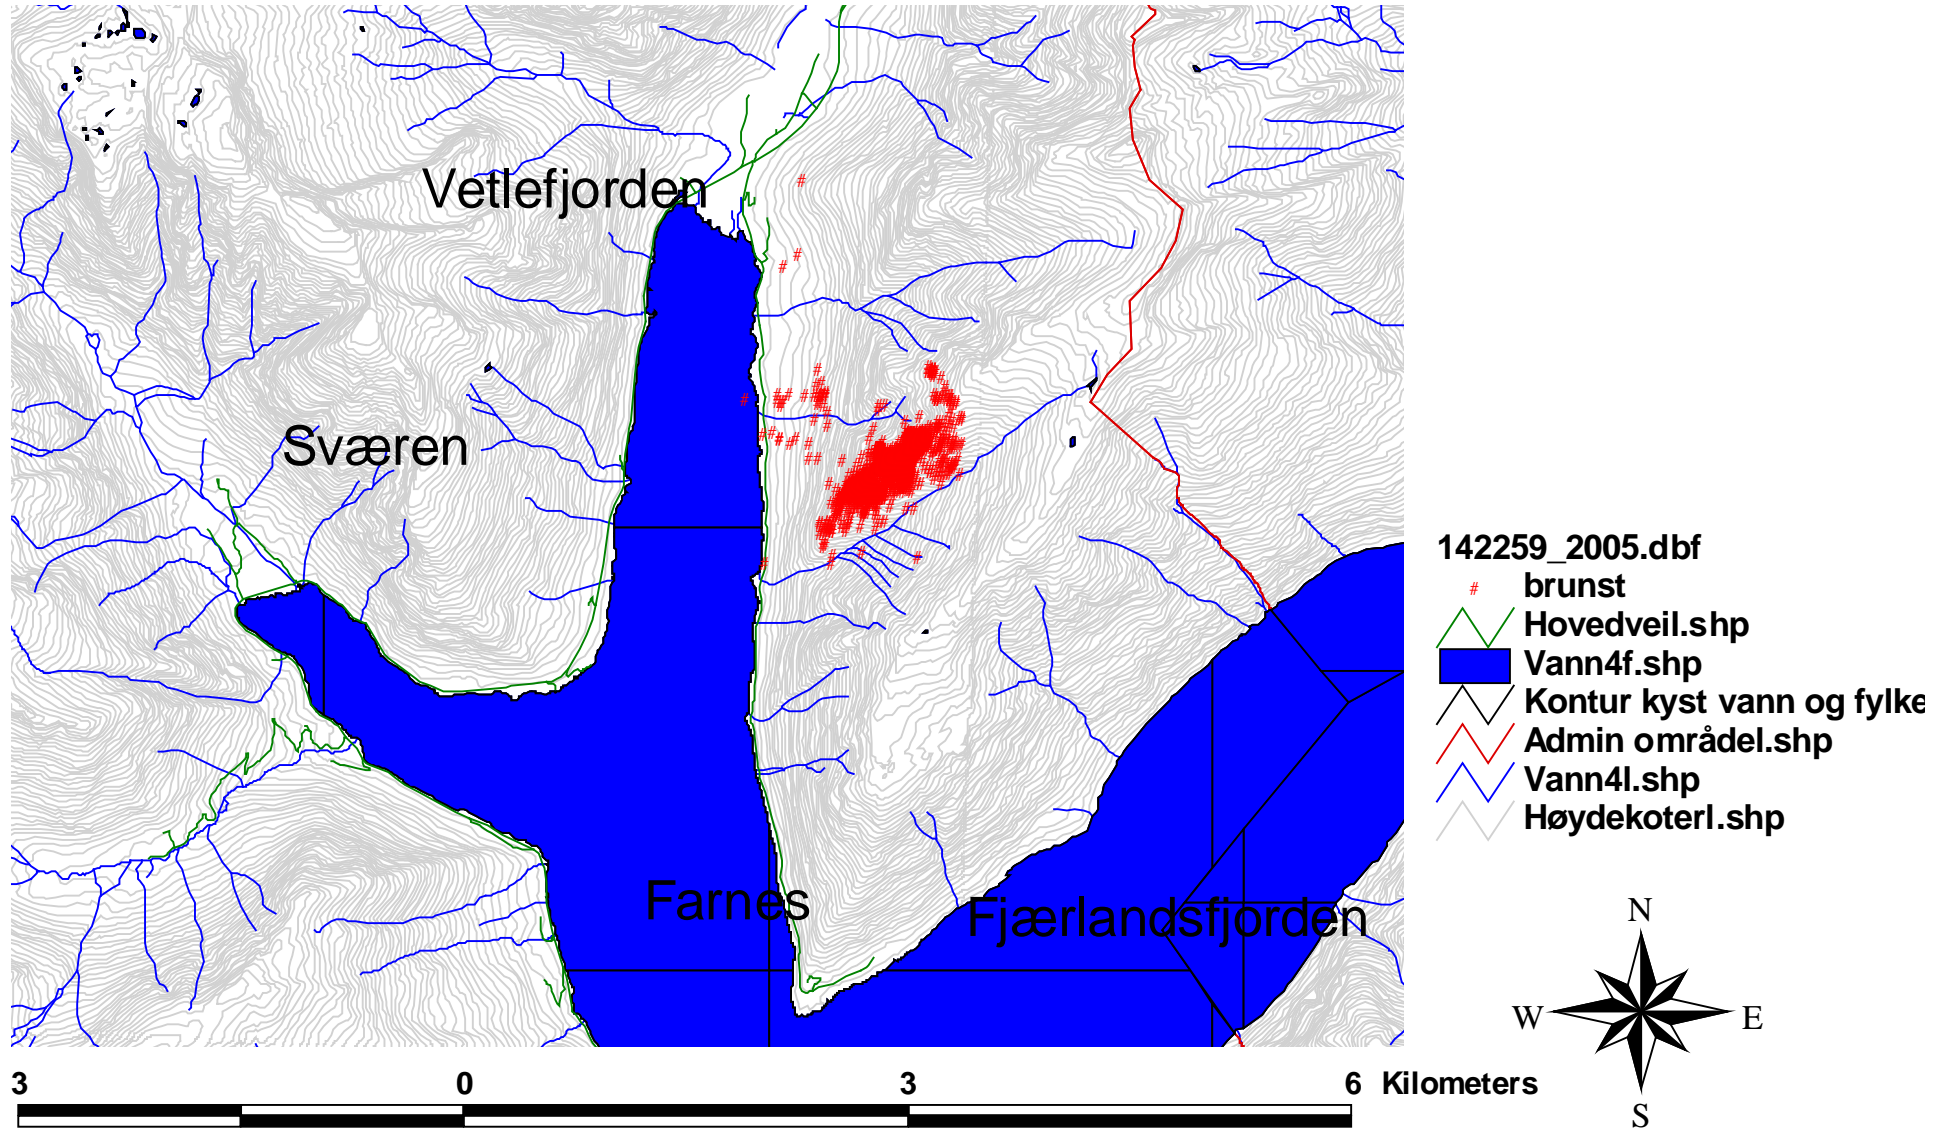 Vetlefjorden
Sværen
Farnes
Fjærlandsfjorden
142259_2005.dbf
# brunst
Hovedveil.shp
Vann4f.shp
Kontur kyst vann og fylke
Admin områdel.shp
Vann4l.shp
Høydekoterl.shp
N
W E
S
3 0 3 6 Kilometers